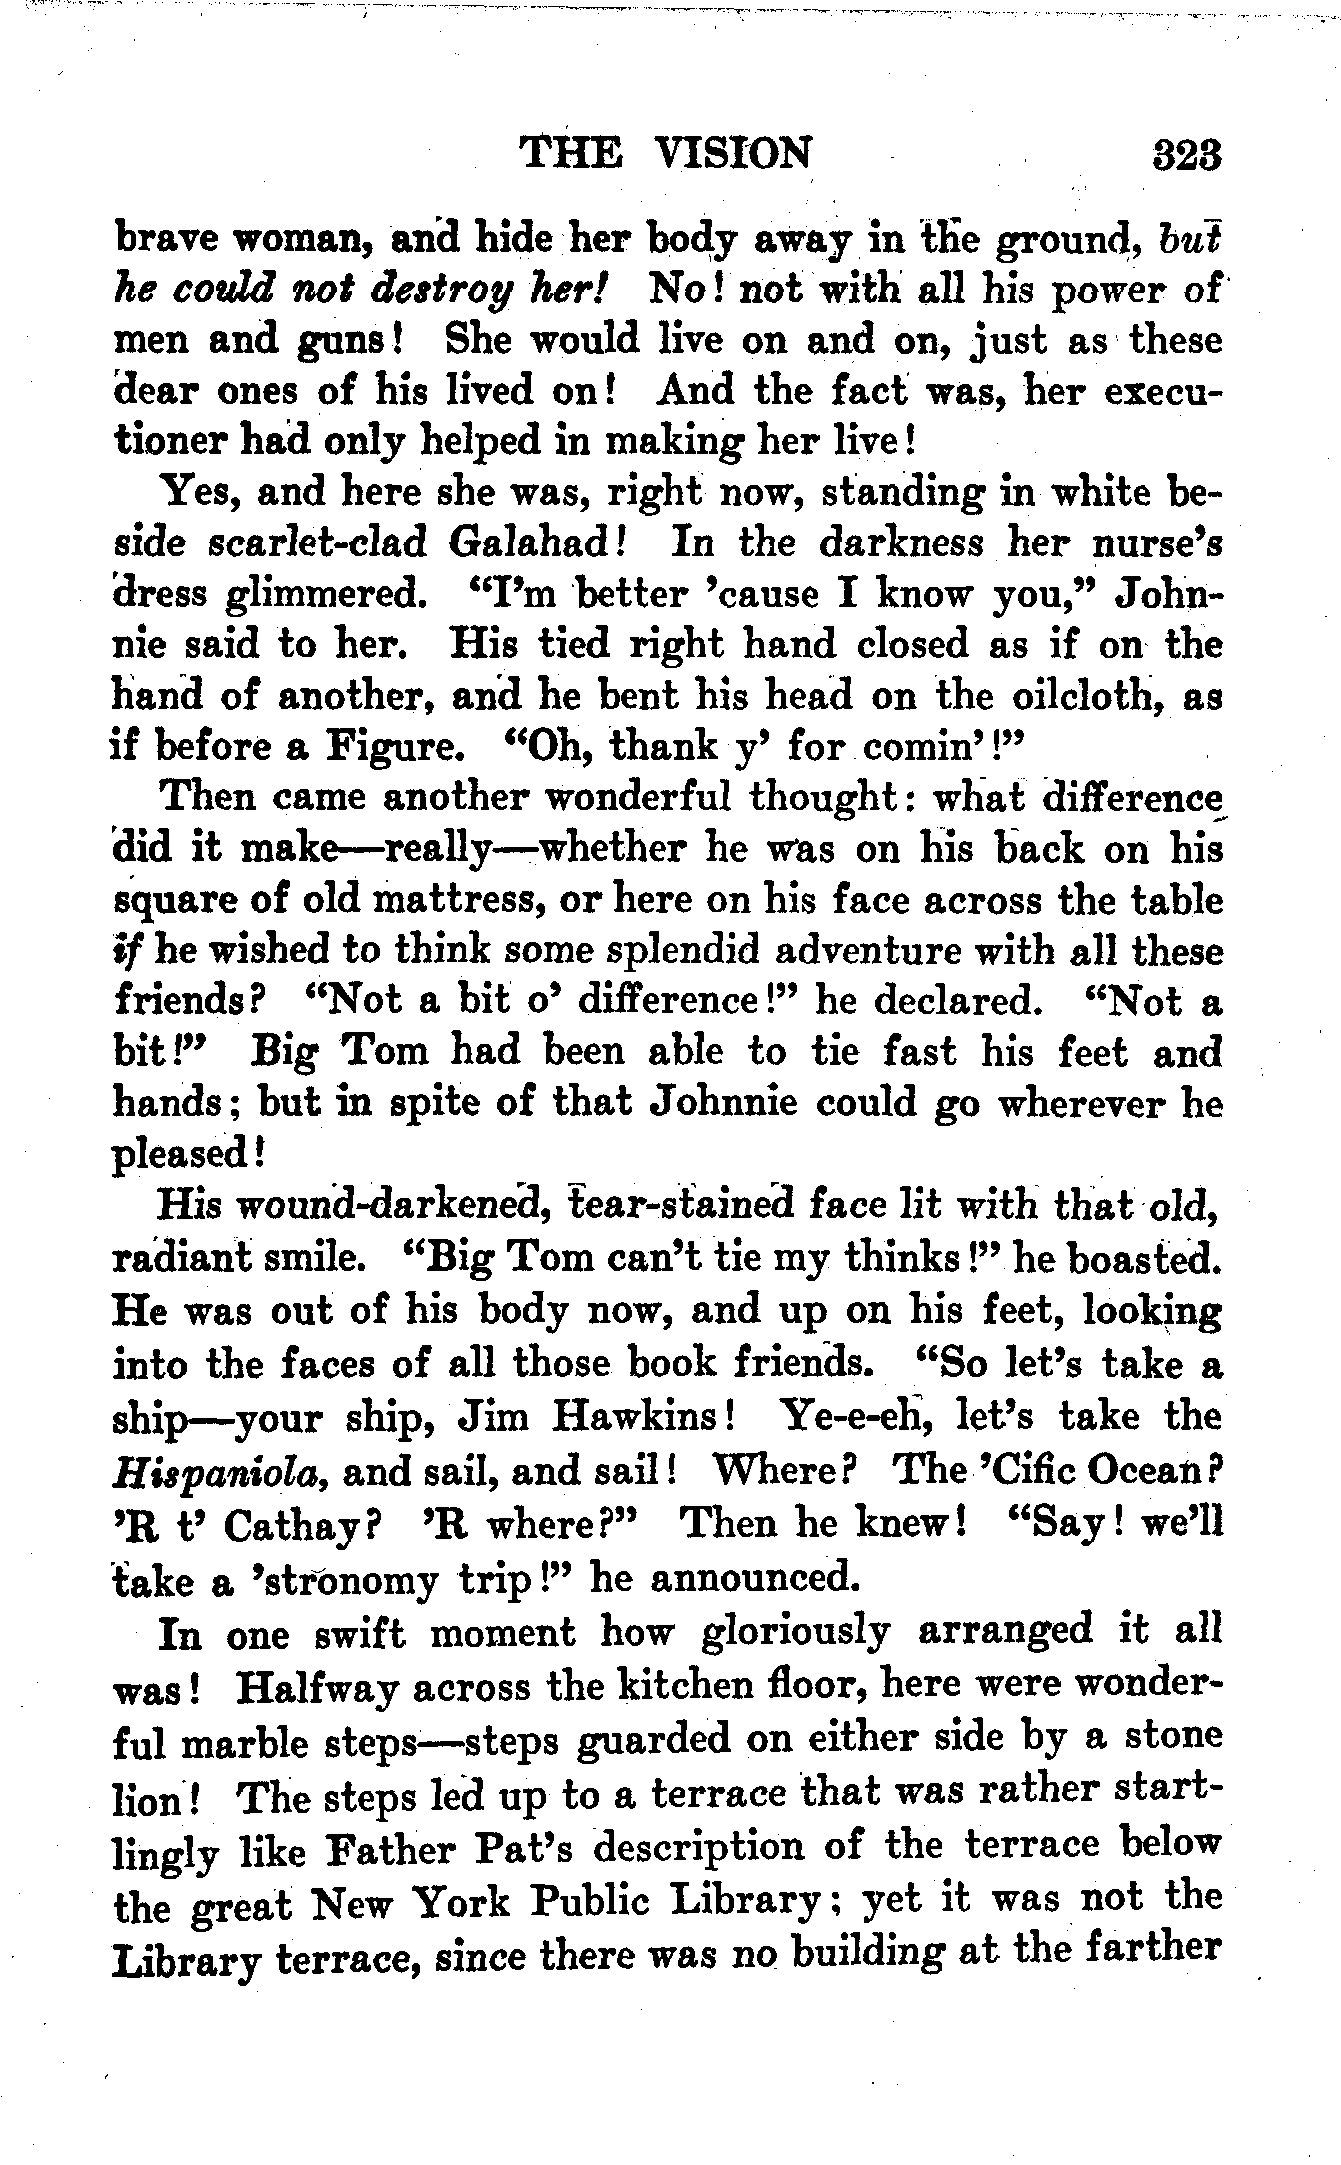 THE VISION 323
brave woman, and hide her body away in the ground, but
he could not destroy her! No! not with all his power of
men and guns! She would live on and on, just as these
dear ones of his lived on! And the fact was, her execu-
tioner had only helped in making her live!
Yes, and here she was, right now, standing in white be-
side scarlet-clad Galahad! In the darkness her nurse's
dress glimmered. "I'm better 'cause I know you," John-
nie said to her. His tied right hand closed as if on the
hand of another, and he bent his head on the oilcloth, as
if before a Figure. "Oh, thank y' for comin'!"
Then came another wonderful thought: what difference
did it make—really—whether he was on his back on his
square of old mattress, or here on his face across the table
if he wished to think some splendid adventure with all these
friends? "Not a bit o' difference!" he declared. "Not a
bit!" Big Tom had been able to tie fast his feet and
hands; but in spite of that Johnnie could go wherever he
pleased!
His wound-darkened, tear-stained face lit with that old,
radiant smile. "Big Tom can't tie my thinks!" he boasted.
He was out of his body now, and up on his feet, looking
into the faces of all those book friends. "So let's take a
ship—your ship, Jim Hawkins! Ye-e-eh, let's take the
Hispaniola, and sail, and sail! Where? The 'Cific Ocean?
'R t' Cathay? 'R where?" Then he knew! "Say! we'll
take a 'stronomy trip!" he announced.
In one swift moment how gloriously arranged it all
was! Halfway across the kitchen floor, here were wonder-
ful marble steps—steps guarded on either side by a stone
lion! The steps led up to a terrace that was rather start-
lingly like Father Pat's description of the terrace below
the great New York Public Library; yet it was not the
Library terrace, since there was no building at the farther